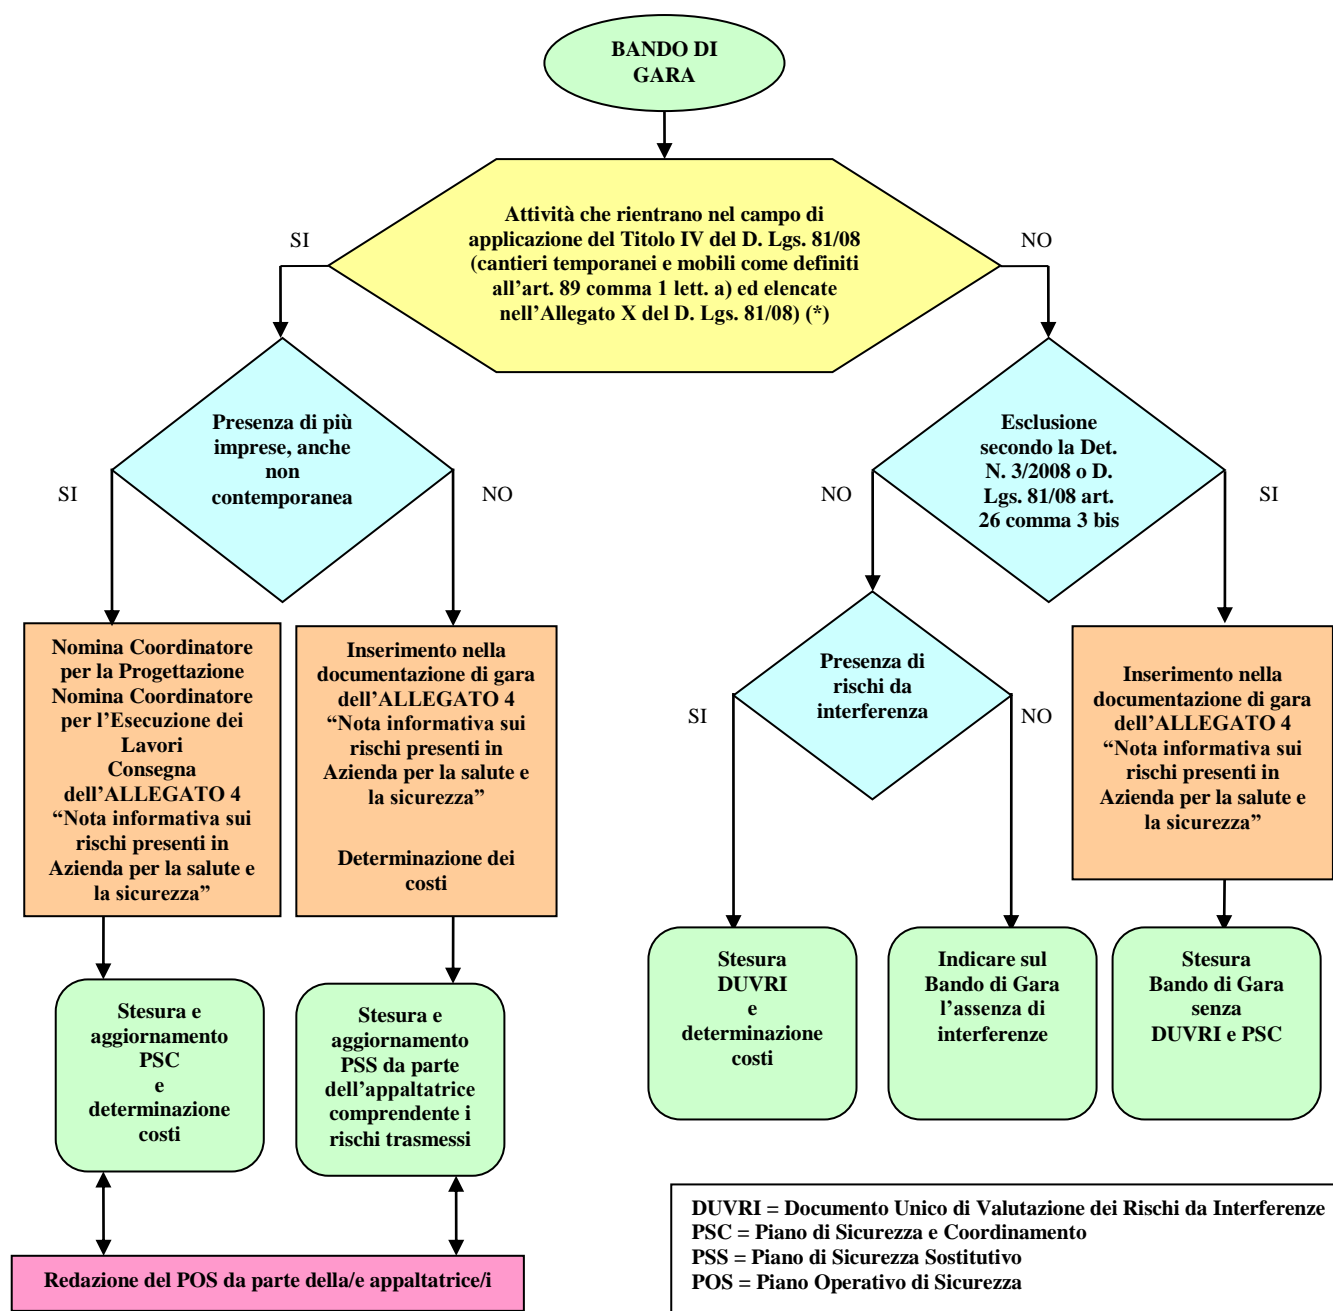 BANDO DI
GARA
Attività che rientrano nel campo di
applicazione del Titolo IV del D. Lgs. 81/08
(cantieri temporanei e mobili come definiti
all’art. 89 comma 1 lett. a) ed elencate
nell’Allegato X del D. Lgs. 81/08) (*)
SI
NO
Presenza di più
imprese, anche
non
contemporanea
SI
NO
Esclusione
secondo la Det.
N. 3/2008 o D.
Lgs. 81/08 art.
26 comma 3 bis
NO
SI
Nomina Coordinatore
per la Progettazione
Nomina Coordinatore
per l’Esecuzione dei
Lavori
Consegna
dell’ALLEGATO 4
“Nota informativa sui
rischi presenti in
Azienda per la salute e
la sicurezza”
Inserimento nella
documentazione di gara
dell’ALLEGATO 4
“Nota informativa sui
rischi presenti in
Azienda per la salute e
la sicurezza”
Determinazione dei
costi
Presenza di
rischi da
interferenza
SI
NO
Inserimento nella
documentazione di gara
dell’ALLEGATO 4
“Nota informativa sui
rischi presenti in
Azienda per la salute e
la sicurezza”
Stesura e
aggiornamento
PSC
e
determinazione
costi
Stesura e
aggiornamento
PSS da parte
dell’appaltatrice
comprendente i
rischi trasmessi
Stesura
DUVRI
e
determinazione
costi
Indicare sul
Bando di Gara
l’assenza di
interferenze
Stesura
Bando di Gara
senza
DUVRI e PSC
Redazione del POS da parte della/e appaltatrice/i
DUVRI = Documento Unico di Valutazione dei Rischi da Interferenze
PSC = Piano di Sicurezza e Coordinamento
PSS = Piano di Sicurezza Sostitutivo
POS = Piano Operativo di Sicurezza